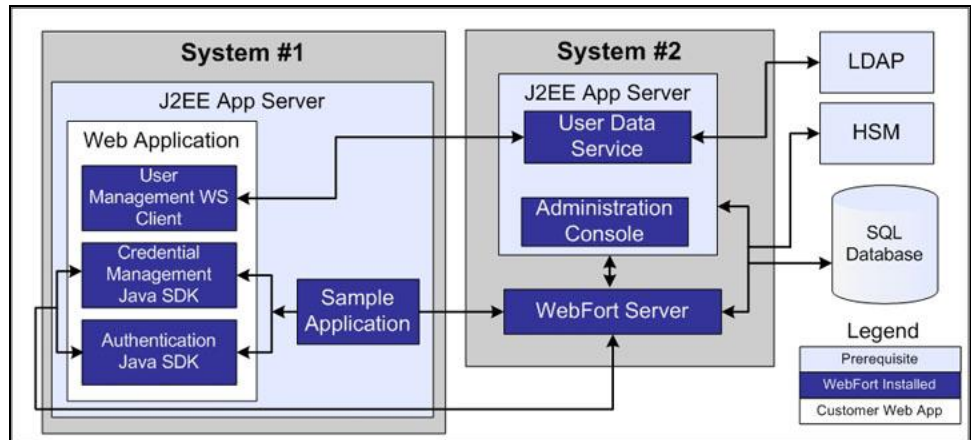 System #1
J2EE App Server
Web Application
User
Management WS
Client
Credential
Management
Java SDK
Authentication
Java SDK
Sample
Application
System #2
J2EE App Server
User Data
Service
Administration
Console
WebFort Server
LDAP
HSM
SQL
Database
Legend
Prerequisite
WebFort Installed
Customer Web App